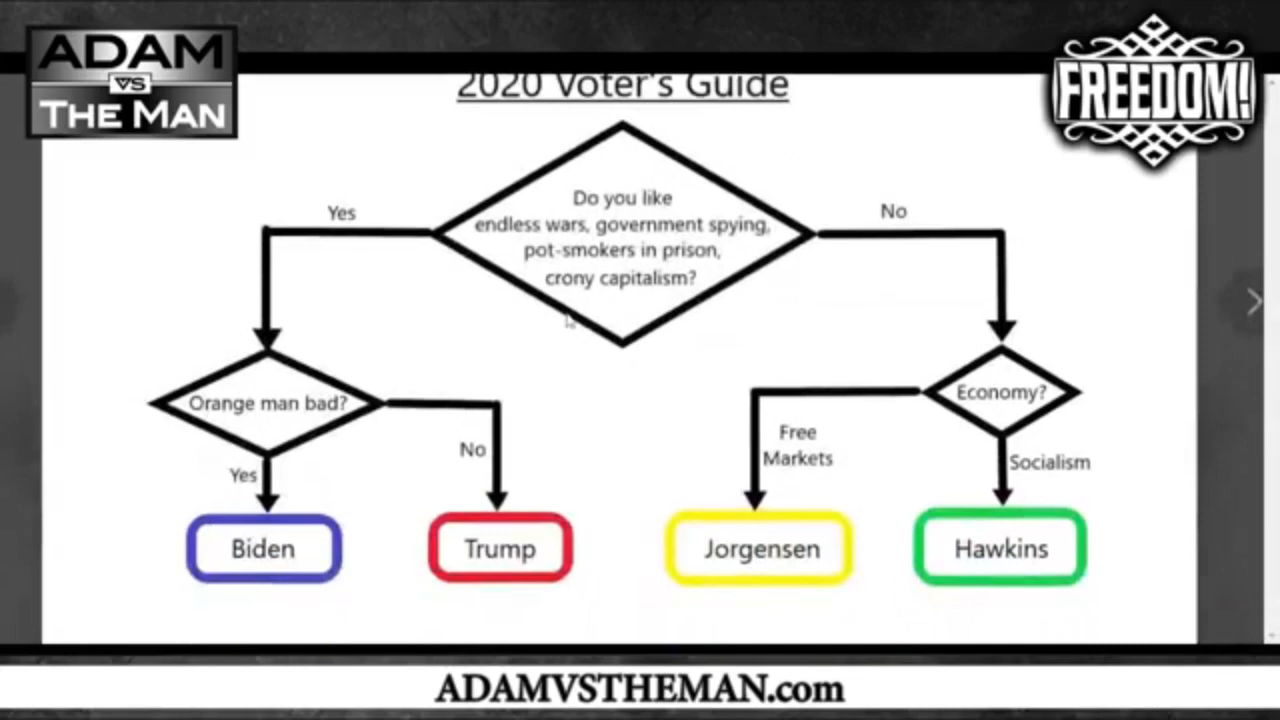 ADAM
VS
THE MAN
FREEDOM!
2020 Voter's Guide
Do you like
endless wars, government spying,
pot-smokers in prison,
crony capitalism?
Yes
No
Orange man bad?
Economy?
No
Free
Markets
Yes
Socialism
Biden
Trump
Jorgensen
Hawkins
ADAMVSTHEMAN.com